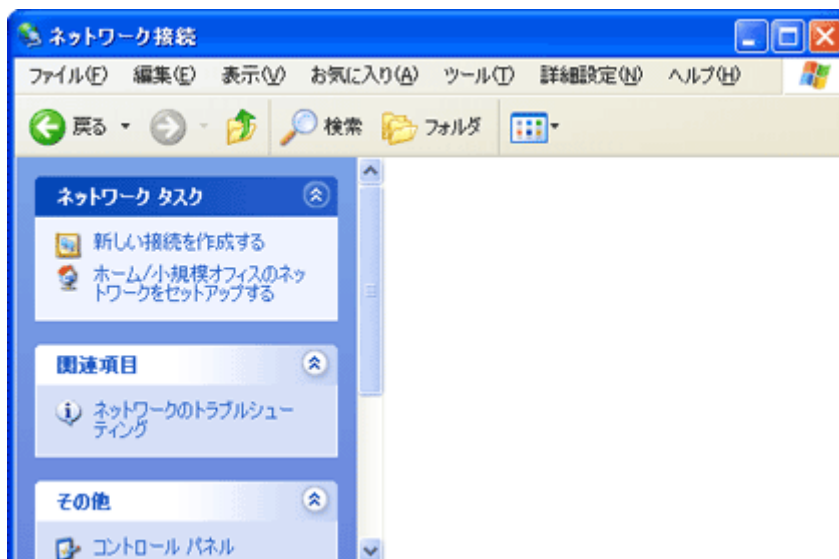 ネットワーク接続
ファイル(F) 編集(E) 表示(V) お気に入り(A) ツール(T) 詳細設定(N) ヘルプ(H)
戻る 検索 フォルダ
ネットワーク タスク
新しい接続を作成する
ホーム/小規模オフィスのネッ
トワークをセットアップする
関連項目
ネットワークのトラブルシュー
ティング
その他
コントロール パネル